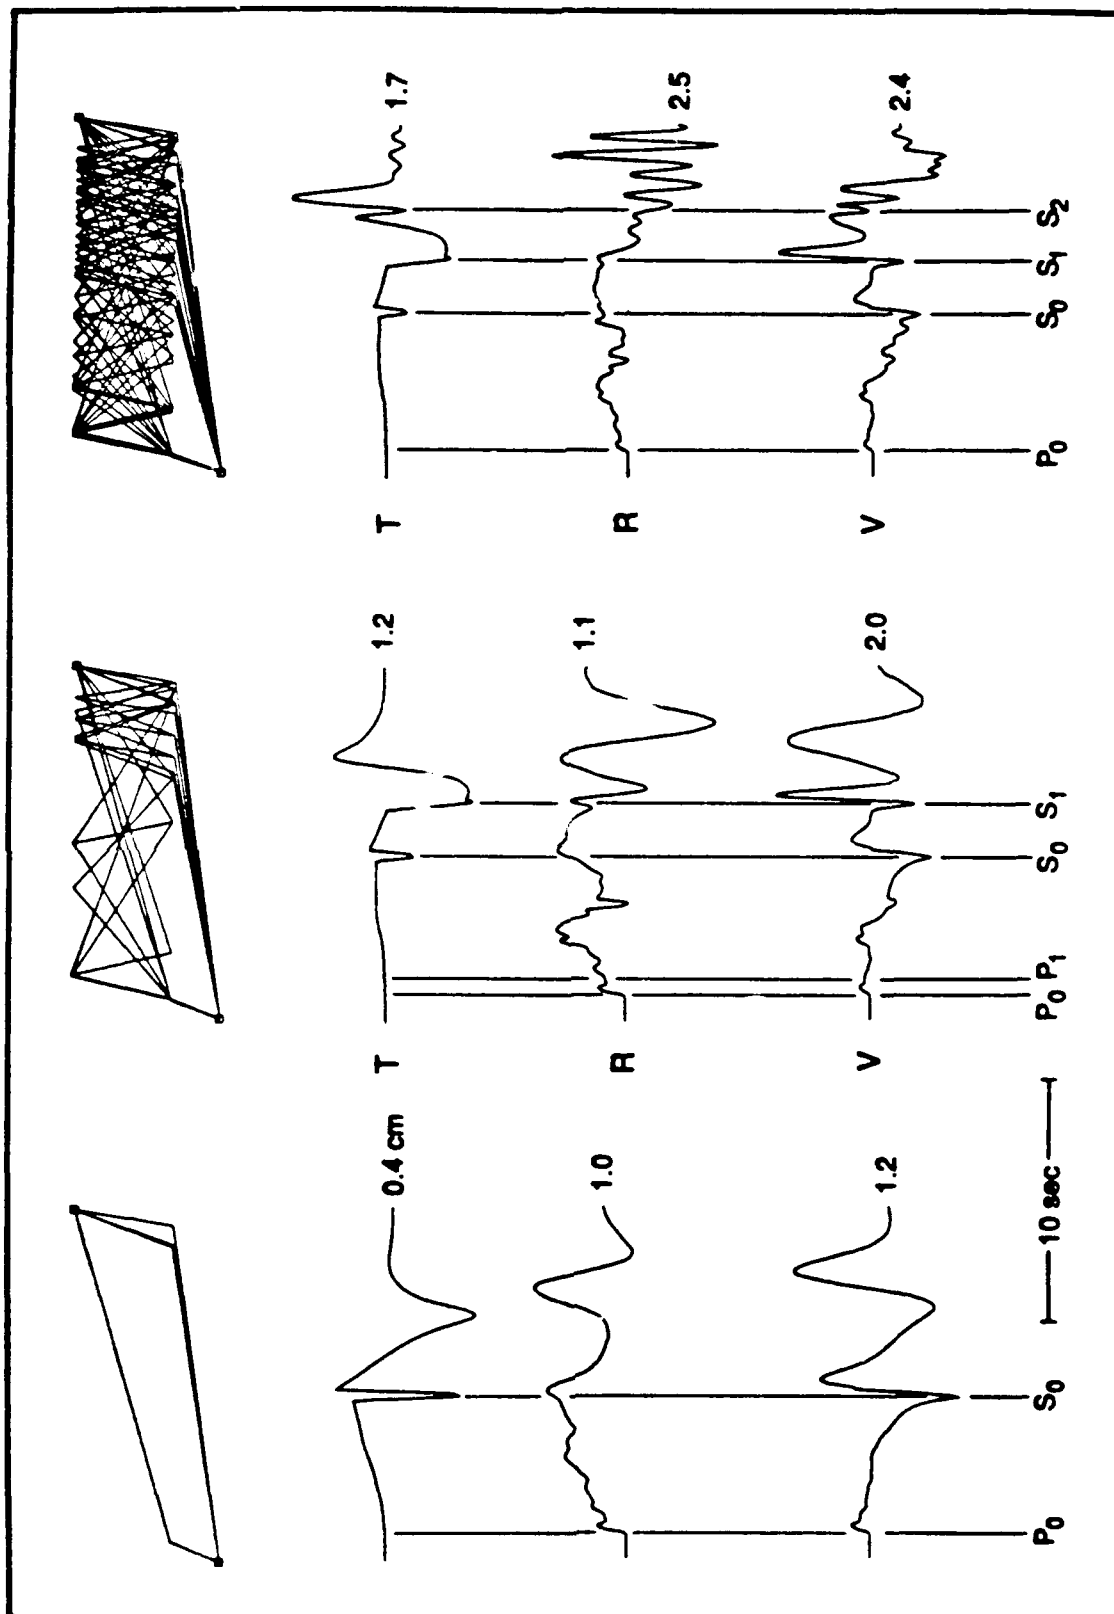 0.4 cm T 1.2 T 1.7
1.0 R 1.1 R 2.5
1.2 V 2.0 V 2.4
P₀ S₀ 10 sec P₀ P₁ S₀ S₁ P₀ S₀ S₁ S₂